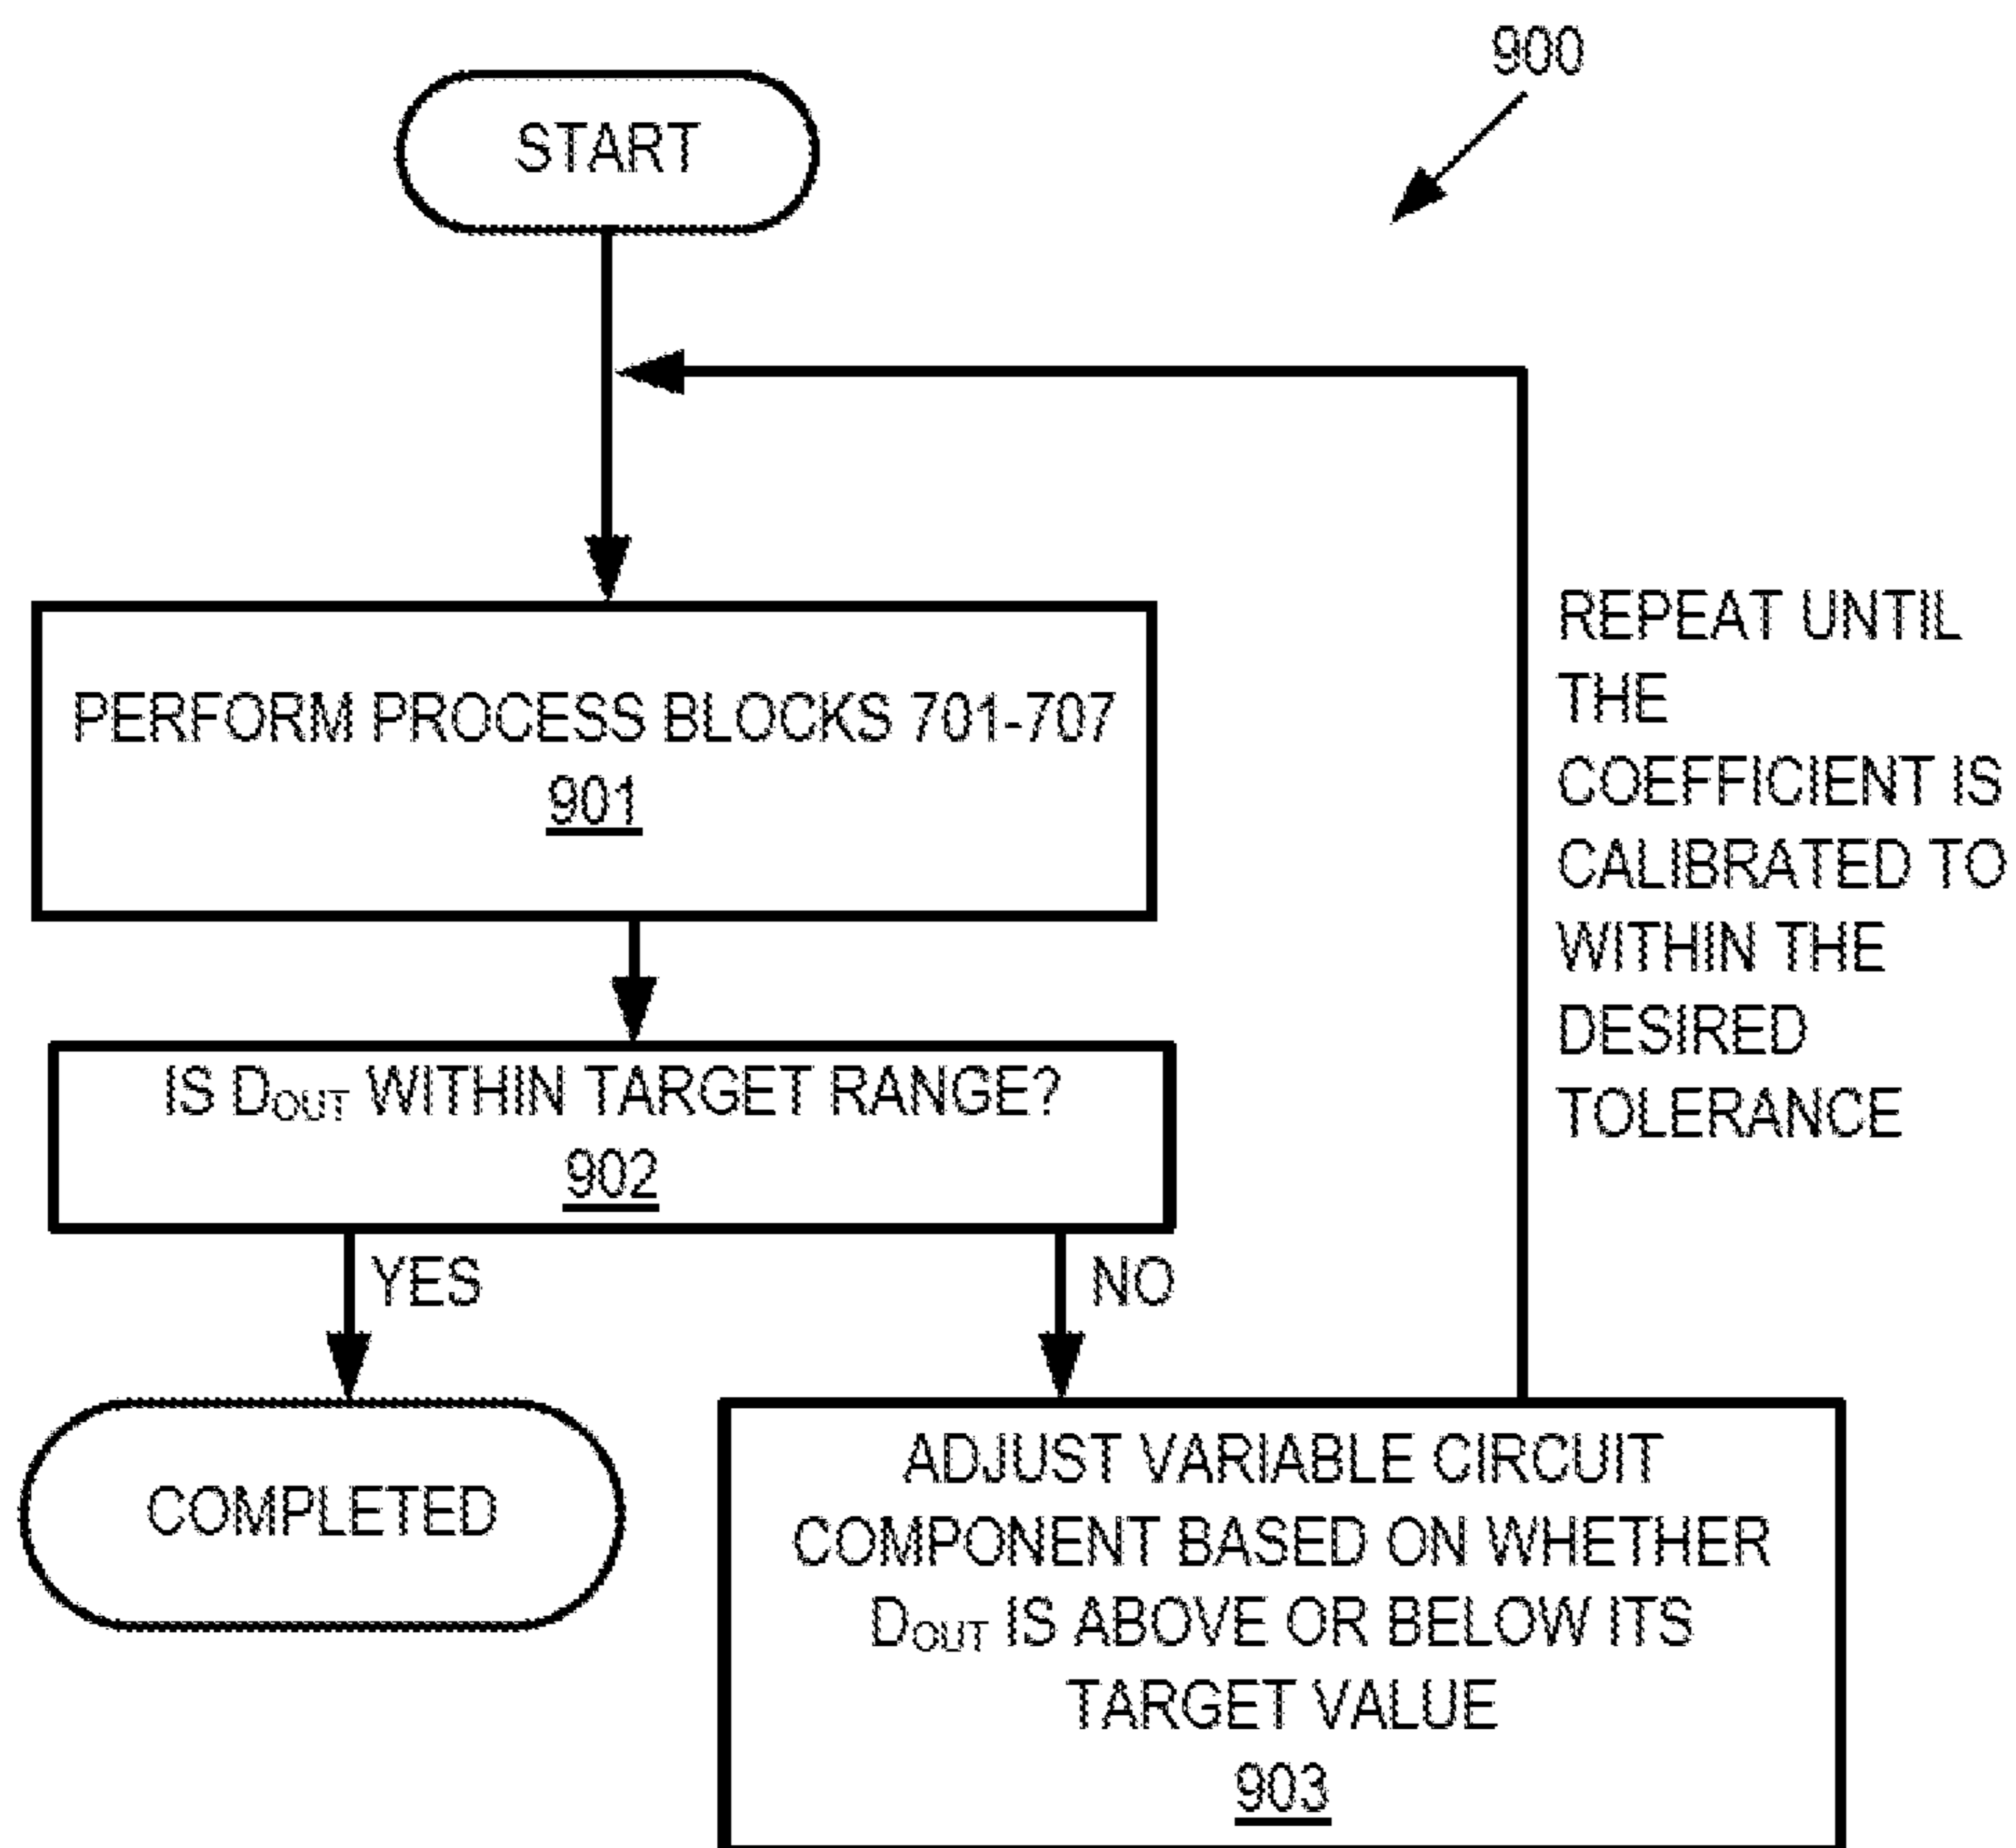 900
START
PERFORM PROCESS BLOCKS 701-707
901
REPEAT UNTIL
THE
COEFFICIENT IS
CALIBRATED TO
WITHIN THE
DESIRED
TOLERANCE
IS DOUT WITHIN TARGET RANGE?
902
YES
NO
COMPLETED
ADJUST VARIABLE CIRCUIT
COMPONENT BASED ON WHETHER
DOUT IS ABOVE OR BELOW ITS
TARGET VALUE
903